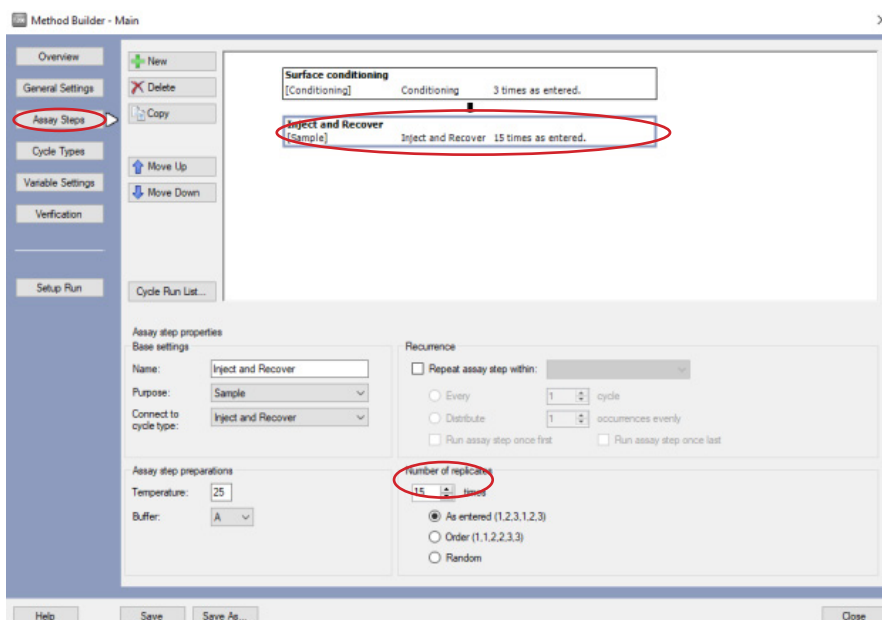 Method Builder - Main
Overview
General Settings
Assay Steps
Cycle Types
Variable Settings
Verification
Setup Run
New
Delete
Copy
Move Up
Move Down
Cycle Run List...
Surface conditioning
[Conditioning] Conditioning 3 times as entered.
Inject and Recover
[Sample] Inject and Recover 15 times as entered.
Assay step properties
Base settings
Name: Inject and Recover
Purpose: Sample
Connect to
cycle type: Inject and Recover
Recurrence
Repeat assay step within:
Every 1 cycle
Distribute 1 occurrences evenly
Run assay step once first Run assay step once last
Assay step preparations
Temperature: 25
Buffer: A
Number of replicates
15 times
As entered (1,2,3,1,2,3)
Order (1,1,2,2,3,3)
Random
Help Save Save As... Close